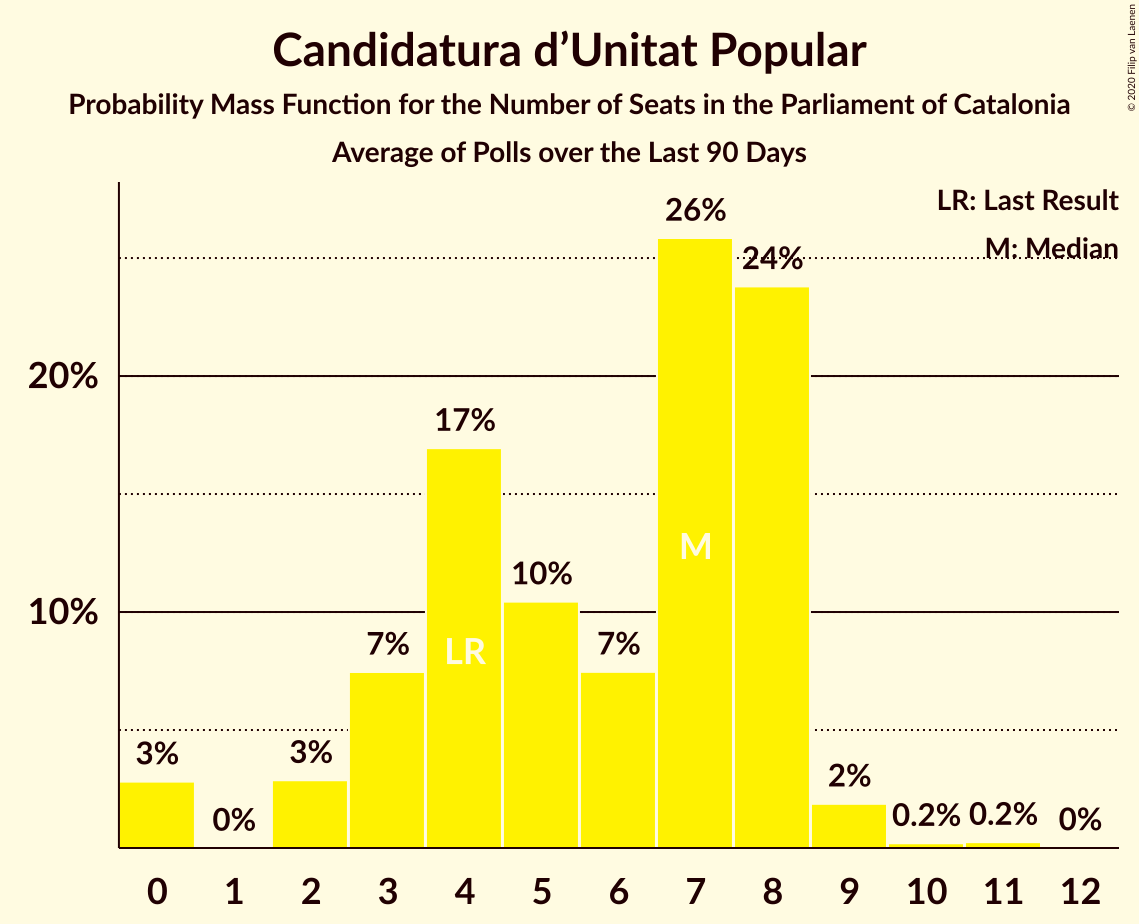 Candidatura d’Unitat Popular
Probability Mass Function for the Number of Seats in the Parliament of Catalonia
Average of Polls over the Last 90 Days
© 2020 Filip van Laenen
LR: Last Result
M: Median
26%
24%
20%
17%
M
10%
10%
7%
LR
7%
3%
0%
3%
2%
0.2%
0.2%
0%
0 1 2 3 4 5 6 7 8 9 10 11 12